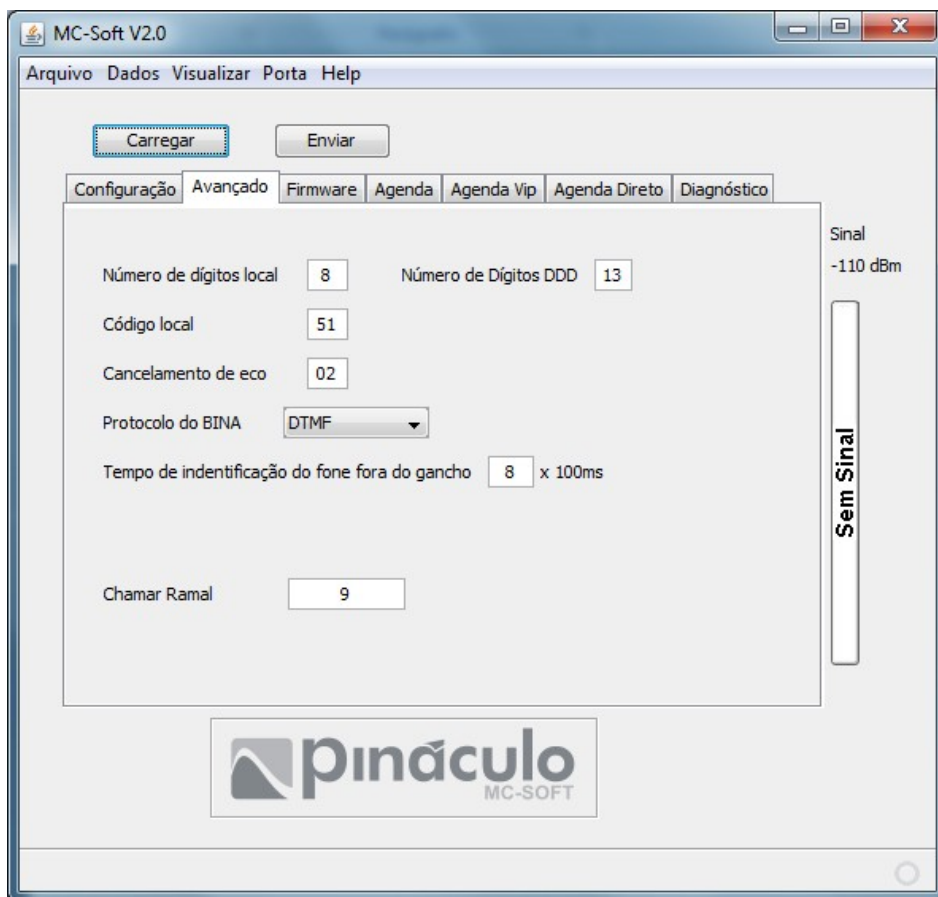 MC-Soft V2.0
Arquivo Dados Visualizar Porta Help
Carregar Enviar
Configuração Avançado Firmware Agenda Agenda Vip Agenda Direto Diagnóstico
Sinal
-110 dBm
Número de dígitos local 8 Número de Dígitos DDD 13
Código local 51
Cancelamento de eco 02
Protocolo do BINA DTMF
Tempo de indentificação do fone fora do gancho 8 x 100ms
Sem Sinal
Chamar Ramal 9
pináculo
MC-SOFT